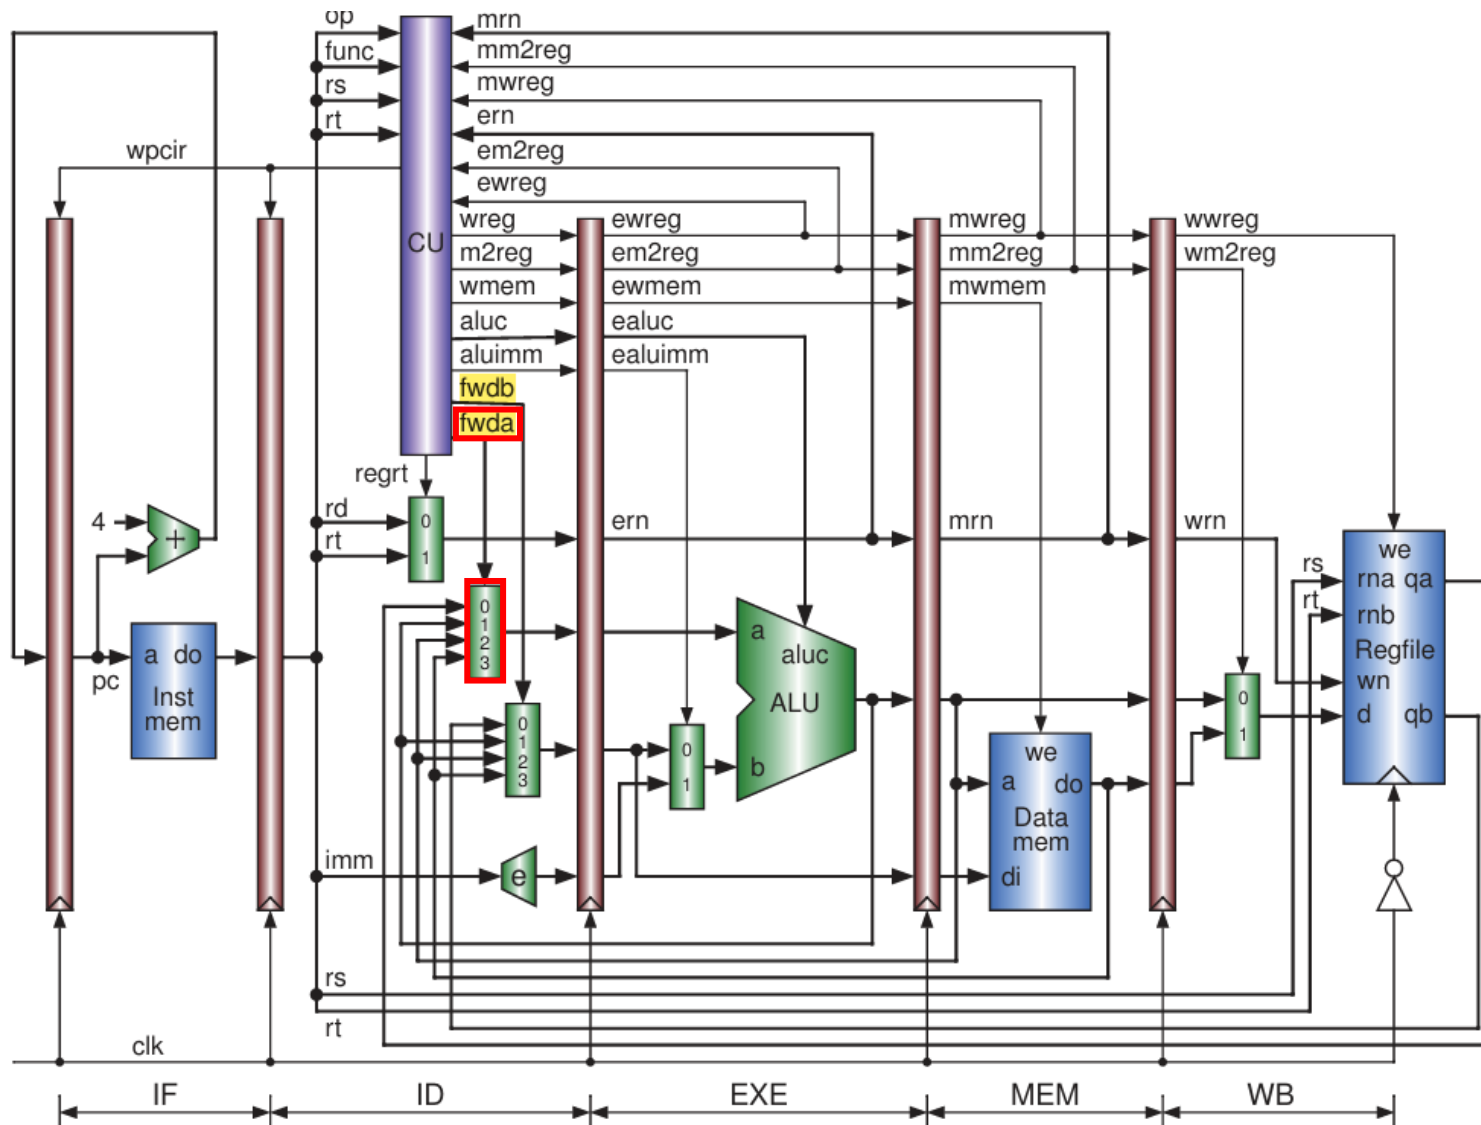 op
mrn
func
mm2reg
rs
mwreg
rt
ern
wpcir
em2reg
ewreg
CU
wreg
ewreg
mwreg
wwreg
m2reg
em2reg
mm2reg
wm2reg
wmem
ewmem
mwmem
aluc
ealuc
aluimm
ealuimm
fwdb
fwda
regrt
rd
0
rt
1
4
+
ern
mrn
wrn
we
rs
rna qa
rt
rnb
Regfile
wn
d qb
0
1
2
3
a
aluc
ALU
b
a do
Inst
mem
pc
0
1
2
3
0
1
0
1
we
a do
Data
mem
di
imm
e
rs
rt
clk
IF
ID
EXE
MEM
WB